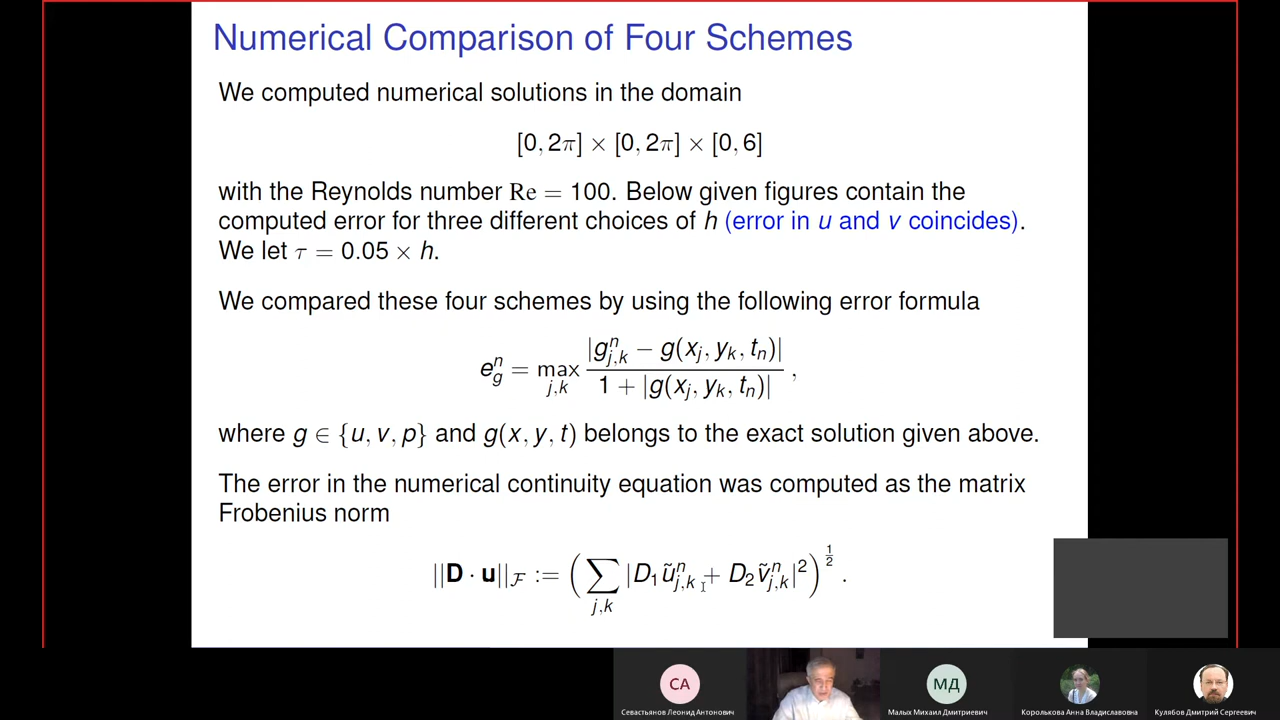 Numerical Comparison of Four Schemes
We computed numerical solutions in the domain
[0, 2π] × [0, 2π] × [0, 6]
with the Reynolds number Re = 100. Below given figures contain the
computed error for three different choices of h (error in u and v coincides).
We let τ = 0.05 × h.
We compared these four schemes by using the following error formula
e_g^n = max_{j,k} |g_{j,k}^n − g(x_j, y_k, t_n)| / (1 + |g(x_j, y_k, t_n)|) ,
where g ∈ {u, v, p} and g(x, y, t) belongs to the exact solution given above.
The error in the numerical continuity equation was computed as the matrix
Frobenius norm
||D · u||_F := (∑_{j,k} |D_1 ũ_{j,k}^n + D_2 ṽ_{j,k}^n|^2)^{1/2} .
СА
МД
Севастьянов Леонид Антонович
Малых Михаил Дмитриевич
Королькова Анна Владиславовна
Кулябов Дмитрий Сергеевич